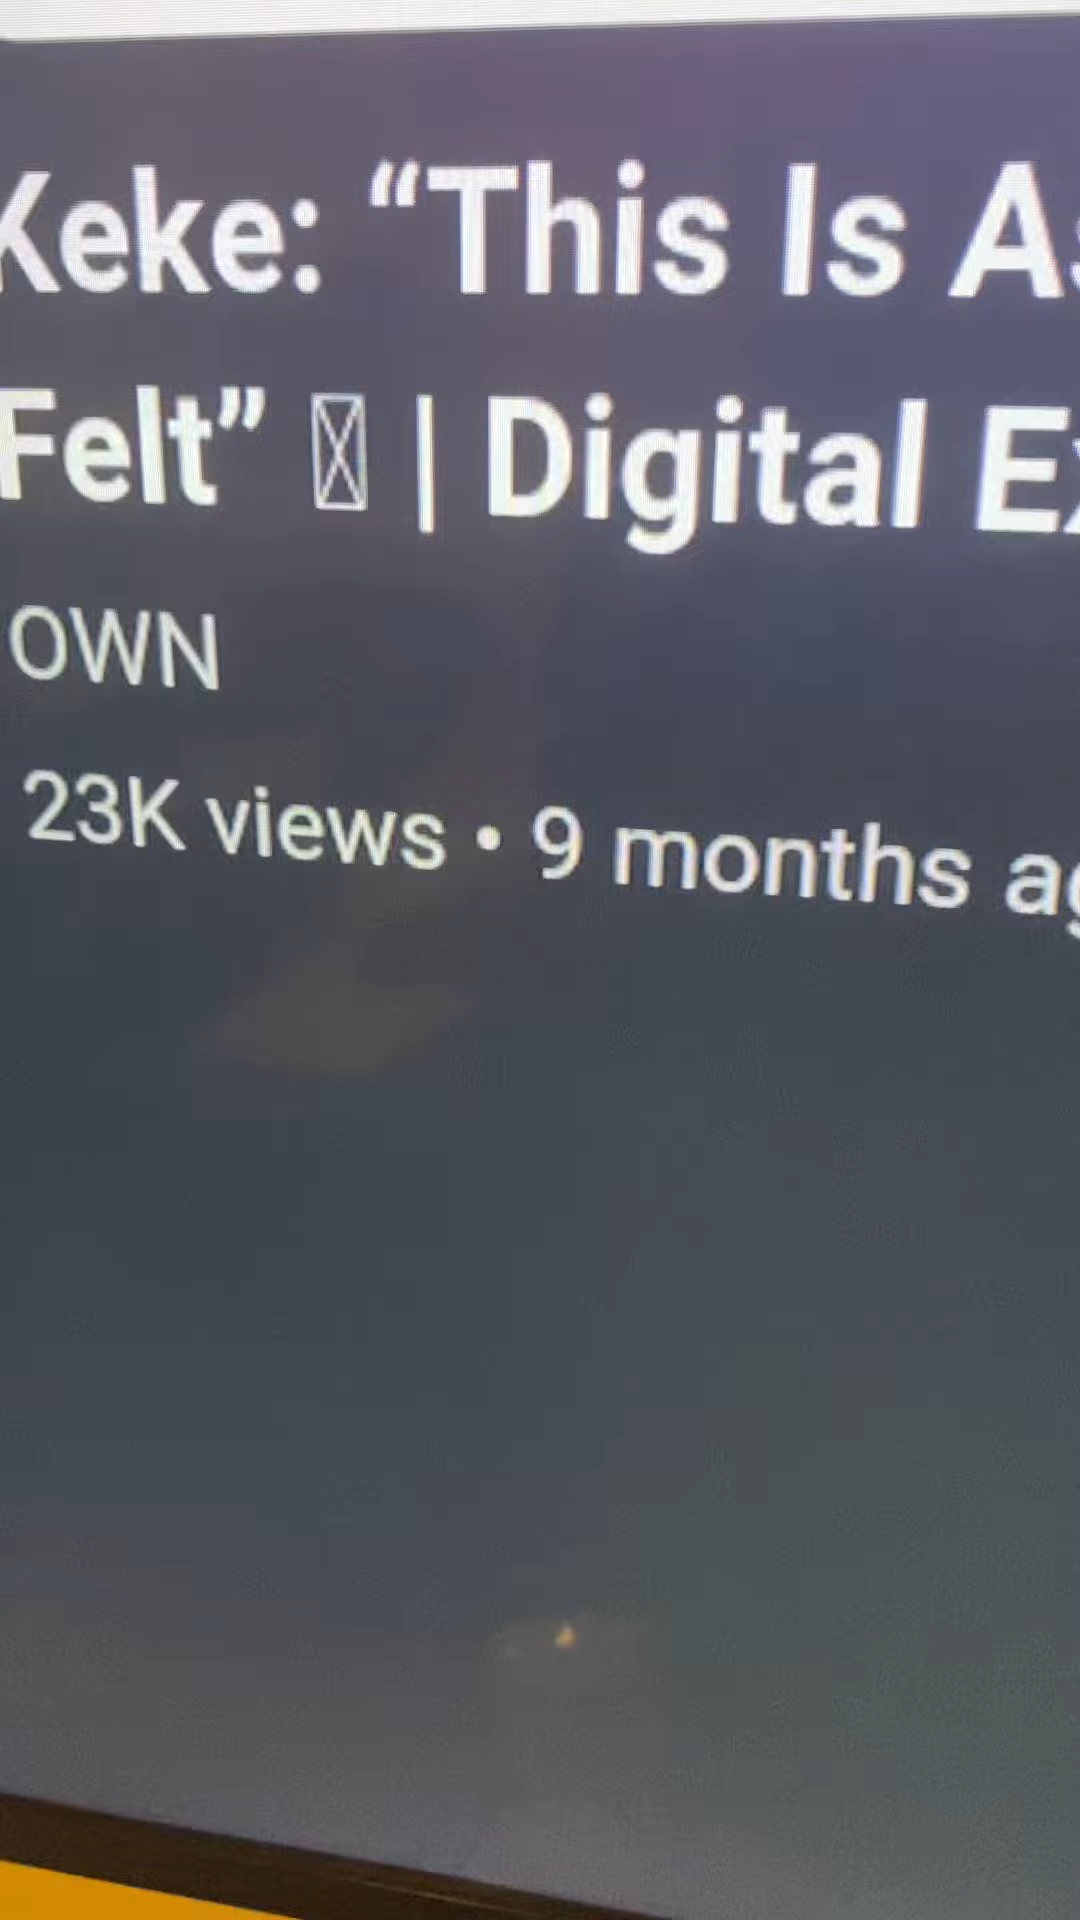 Keke: “This Is
Felt” | Digital
OWN
23K views • 9 months